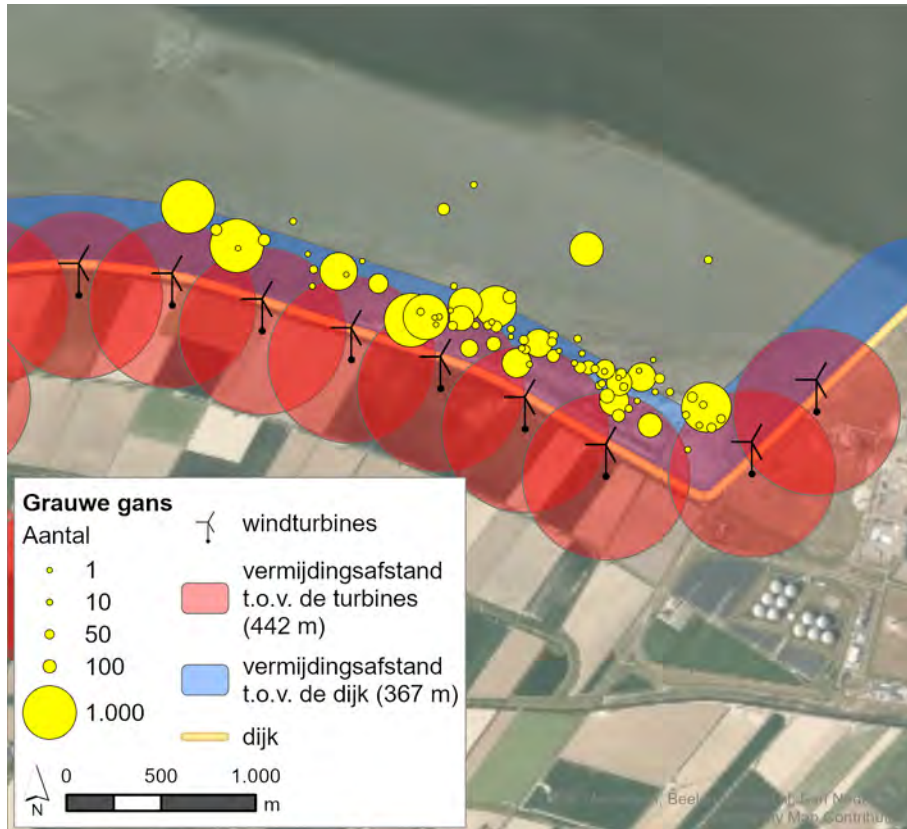 Grauwe gans
Aantal
1
10
50
100
1.000
windturbines
vermijdingsafstand
t.o.v. de turbines
(442 m)
vermijdingsafstand
t.o.v. de dijk (367 m)
dijk
0 500 1.000
m
N